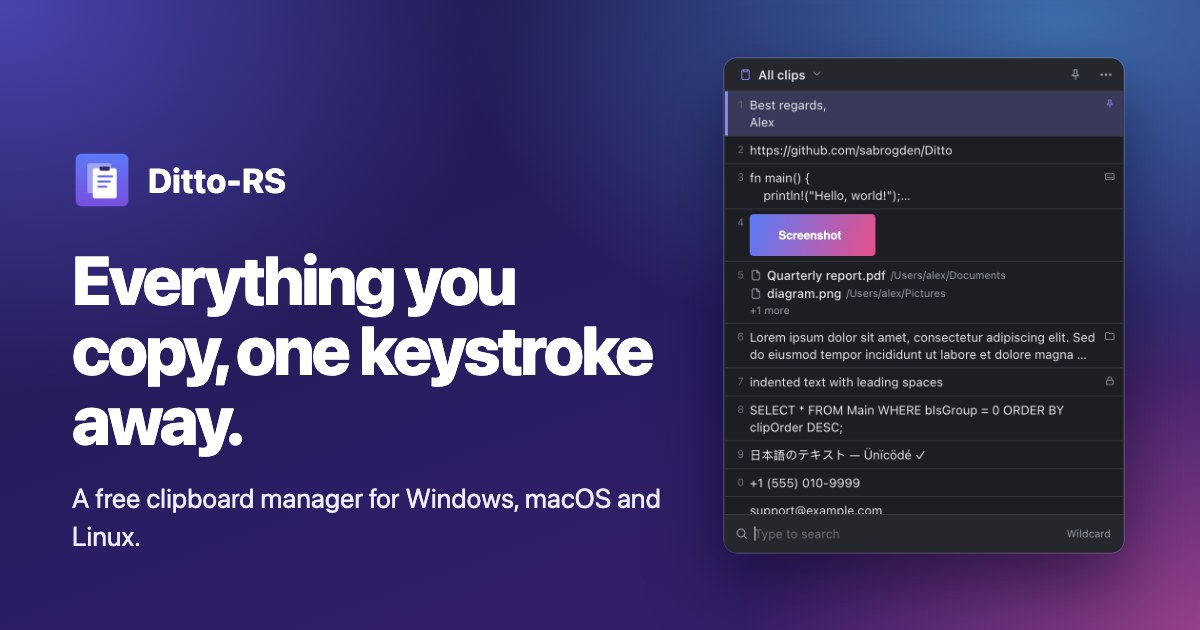 Ditto-RS
Everything you
copy, one keystroke
away.
A free clipboard manager for Windows, macOS and
Linux.
All clips
1 Best regards,
Alex
2 https://github.com/sabrogden/Ditto
3 fn main() {
println!("Hello, world!");...
4 Screenshot
5 Quarterly report.pdf /Users/alex/Documents
diagram.png /Users/alex/Pictures
+1 more
6 Lorem ipsum dolor sit amet, consectetur adipiscing elit. Sed
do eiusmod tempor incididunt ut labore et dolore magna ...
7 indented text with leading spaces
8 SELECT * FROM Main WHERE bIsGroup = 0 ORDER BY
clipOrder DESC;
9 日本語のテキスト — Ünïcödé ✓
0 +1 (555) 010-9999
support@example.com
Type to search
Wildcard